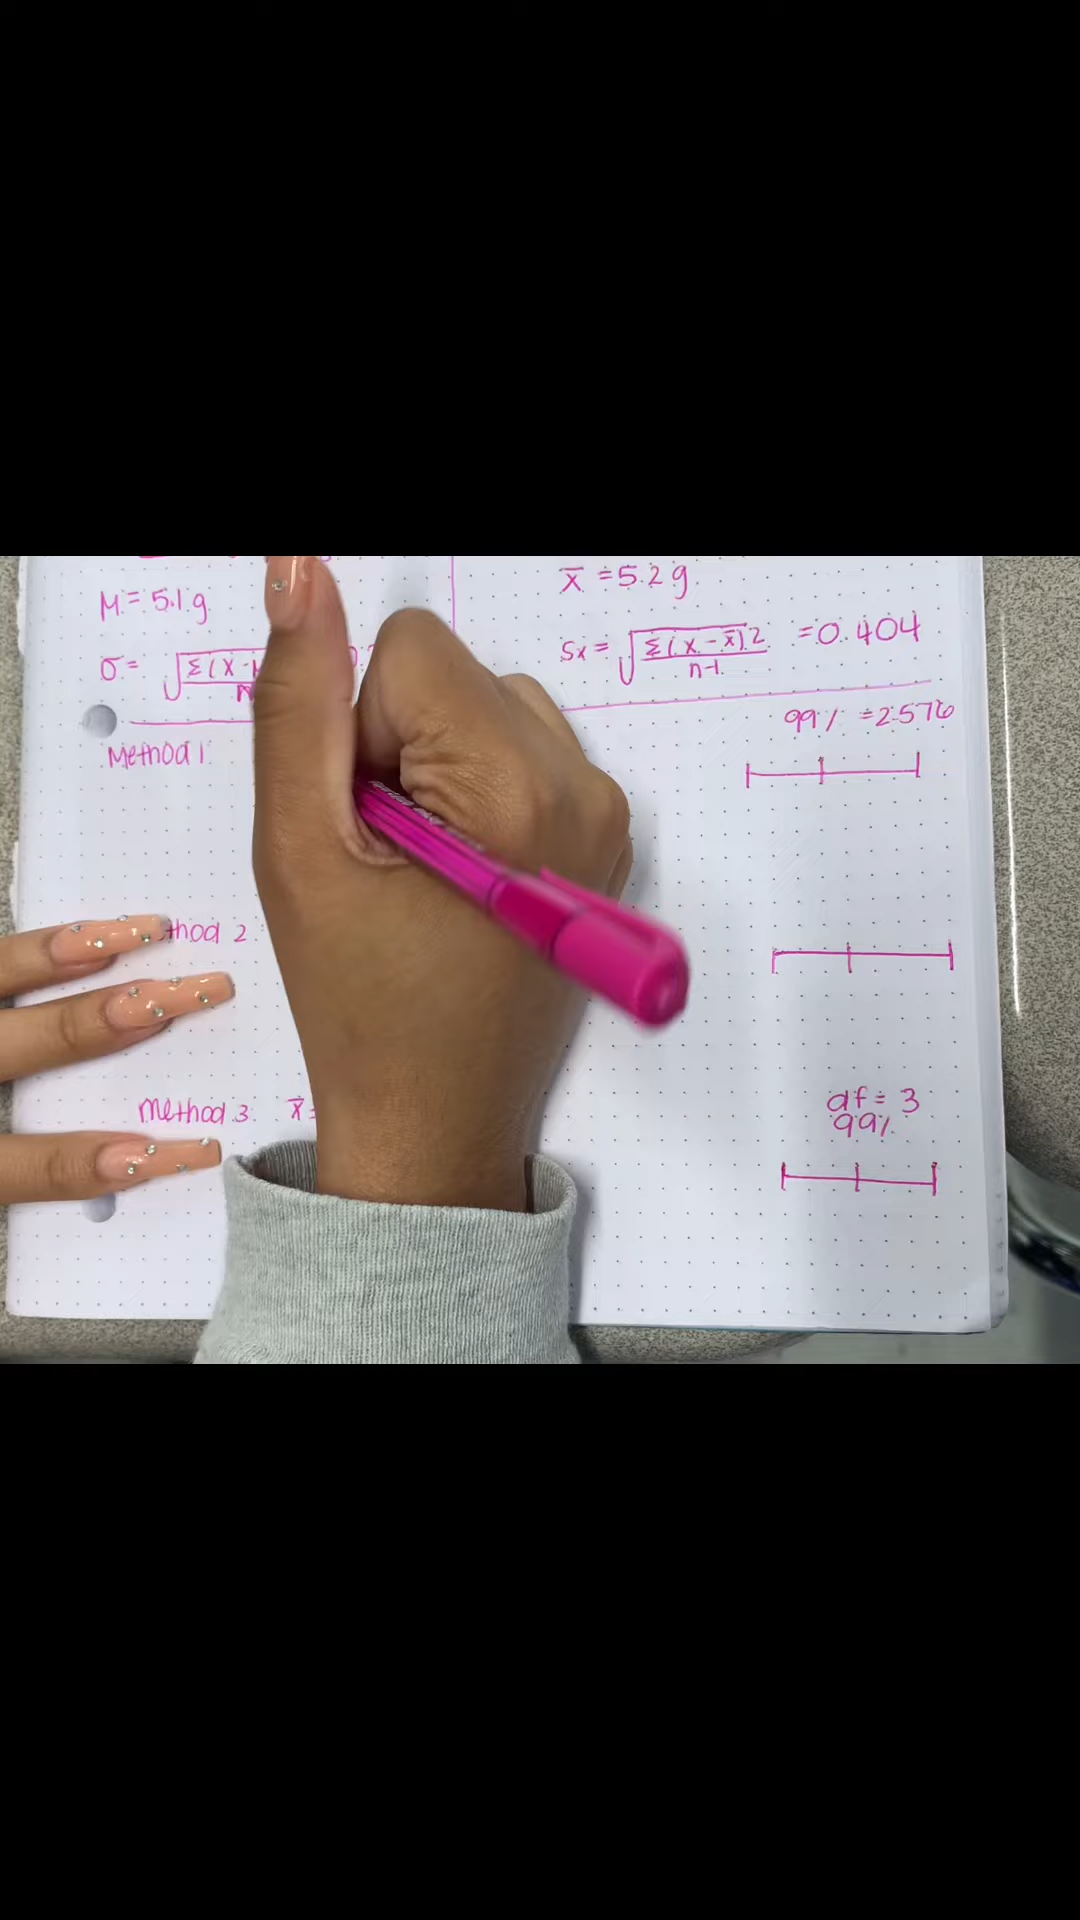 μ = 5.1 g
σ = √Σ(X - 
x̄ = 5.2 g
Sx = √Σ(x - x̄)2 / n-1 = 0.404
99% = 2.576
Method 1
thod 2
Method 3 x̄ =
df = 3
99%